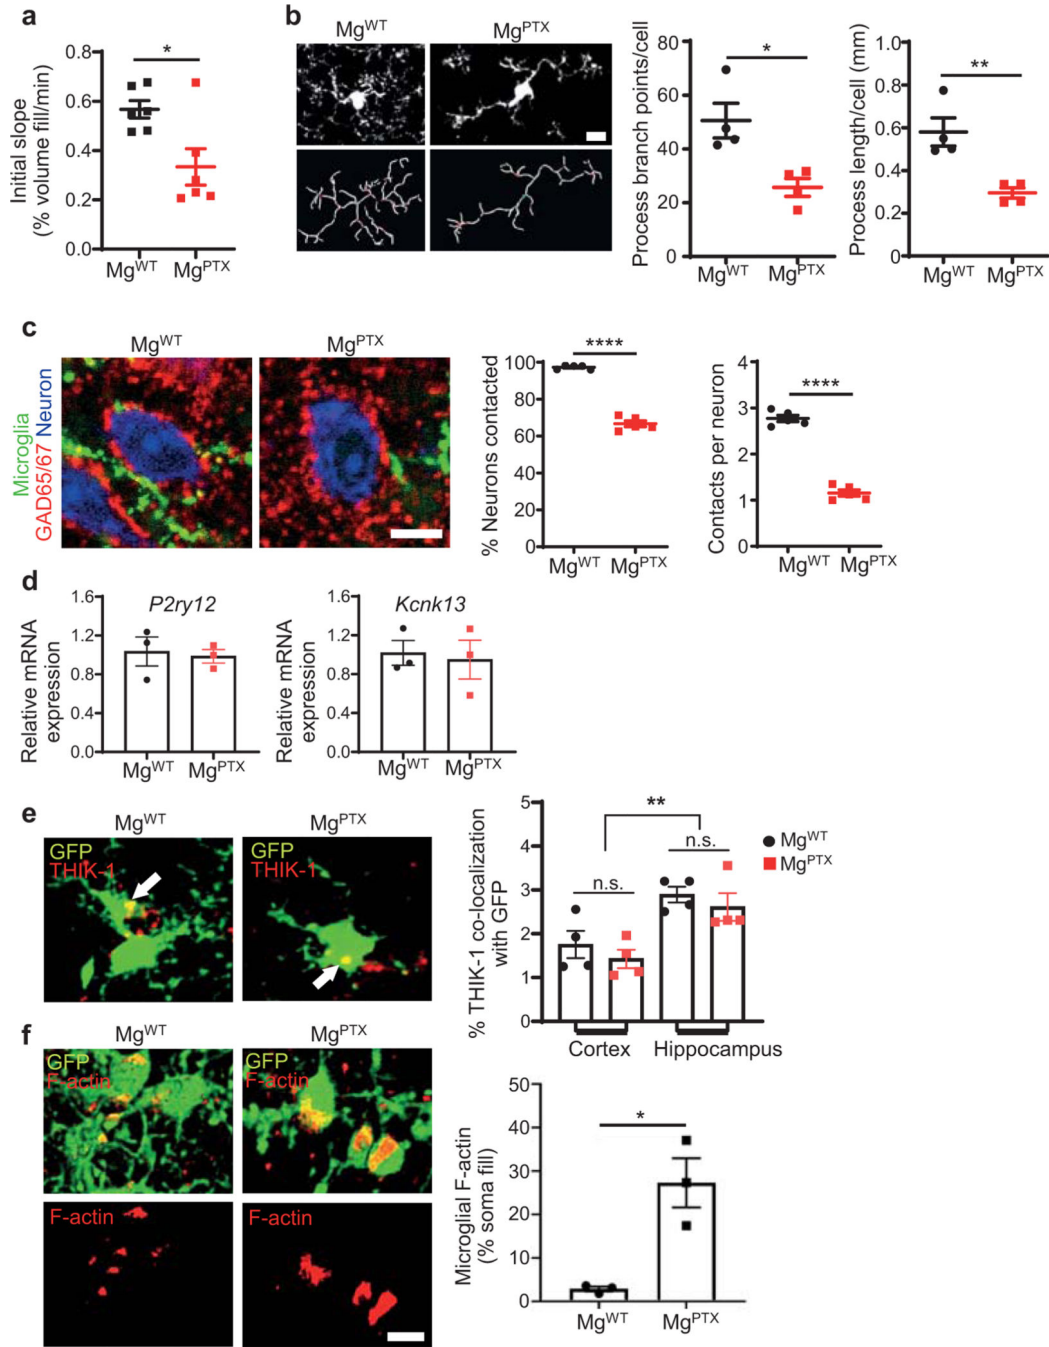 a
Initial slope
(% volume fill/min)
0.8
0.6
0.4
0.2
0.0
*
MgWT
MgPTX
b
MgWT
MgPTX
Process branch points/cell
80
60
40
20
0
*
MgWT
MgPTX
Process length/cell (mm)
1.0
0.8
0.6
0.4
0.2
0
**
MgWT
MgPTX
c
MgWT
MgPTX
Microglia
GAD65/67 Neuron
% Neurons contacted
100
80
60
40
20
0
****
MgWT
MgPTX
Contacts per neuron
4
3
2
1
0
****
MgWT
MgPTX
d
P2ry12
Relative mRNA
expression
1.6
1.2
0.8
0.4
0.0
MgWT
MgPTX
Kcnk13
Relative mRNA
expression
1.6
1.2
0.8
0.4
0.0
MgWT
MgPTX
e
MgWT
MgPTX
GFP
THIK-1
GFP
THIK-1
% THIK-1 co-localization
with GFP
5
4
3
2
1
0
**
n.s.
n.s.
Cortex
Hippocampus
MgWT
MgPTX
f
MgWT
MgPTX
GFP
F-actin
GFP
F-actin
F-actin
F-actin
Microglial F-actin
(% soma fill)
50
40
30
20
10
0
*
MgWT
MgPTX